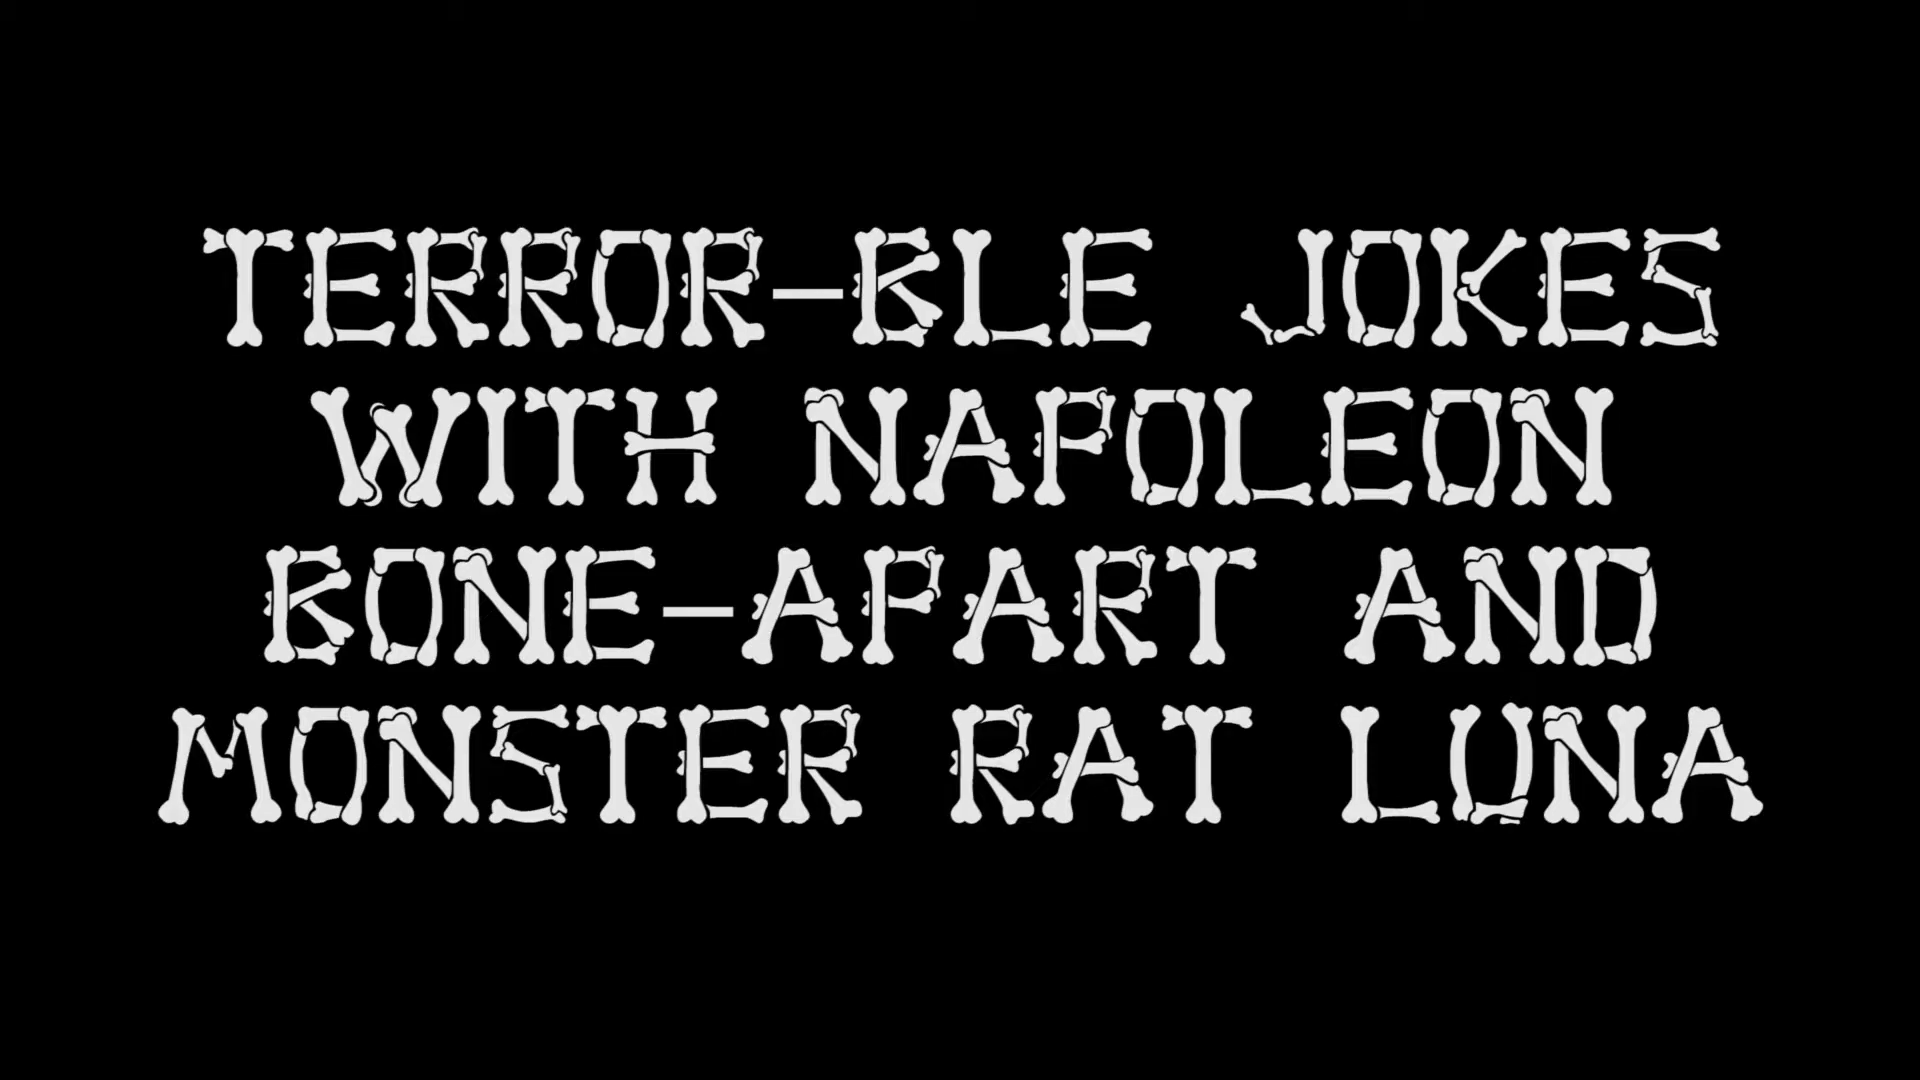 TERROR-BLE JOKES
WITH NAPOLEON
BONE-APART AND
MONSTER RAT LUNA